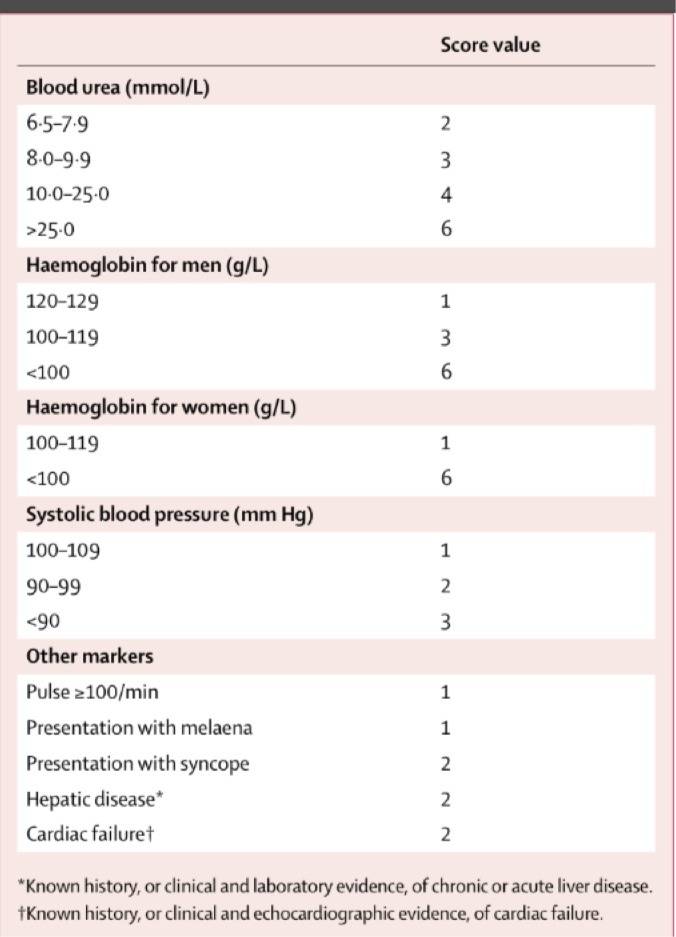 Score value
Blood urea (mmol/L)
6·5–7·9 2
8·0–9·9 3
10·0–25·0 4
>25·0 6
Haemoglobin for men (g/L)
120–129 1
100–119 3
<100 6
Haemoglobin for women (g/L)
100–119 1
<100 6
Systolic blood pressure (mm Hg)
100–109 1
90–99 2
<90 3
Other markers
Pulse ≥100/min 1
Presentation with melaena 1
Presentation with syncope 2
Hepatic disease* 2
Cardiac failure† 2
*Known history, or clinical and laboratory evidence, of chronic or acute liver disease.
†Known history, or clinical and echocardiographic evidence, of cardiac failure.